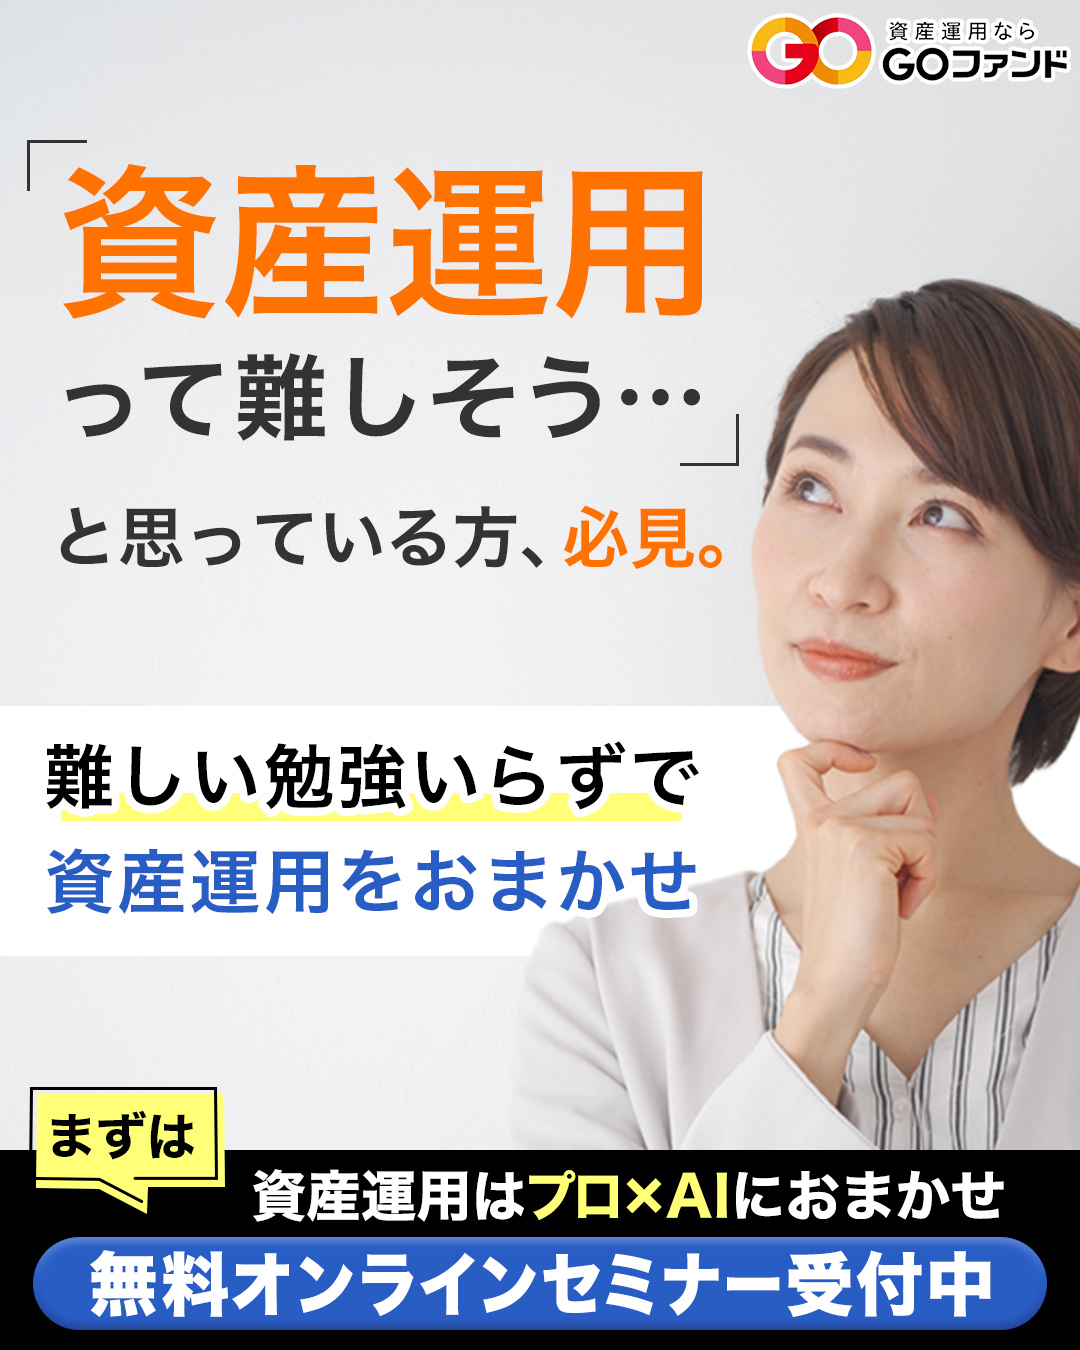 資産運用なら
GOファンド
「資産運用
って難しそう…」
と思っている方、必見。
難しい勉強いらずで
資産運用をおまかせ
まずは
資産運用はプロ×AIにおまかせ
無料オンラインセミナー受付中